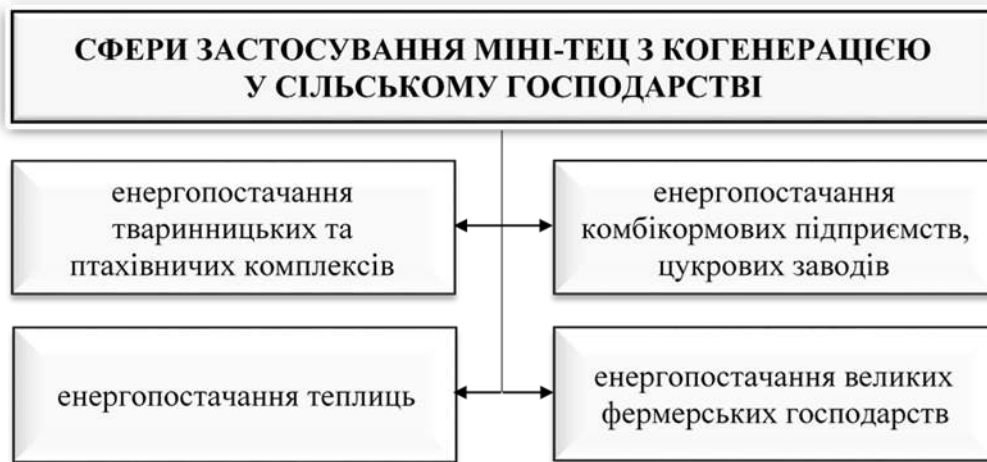 СФЕРИ ЗАСТОСУВАННЯ МІНІ-ТЕЦ З КОГЕНЕРАЦІЄЮ
У СІЛЬСЬКОМУ ГОСПОДАРСТВІ
енергопостачання
тваринницьких та
птахівничих комплексів
енергопостачання
комбікормових підприємств,
цукрових заводів
енергопостачання теплиць
енергопостачання великих
фермерських господарств